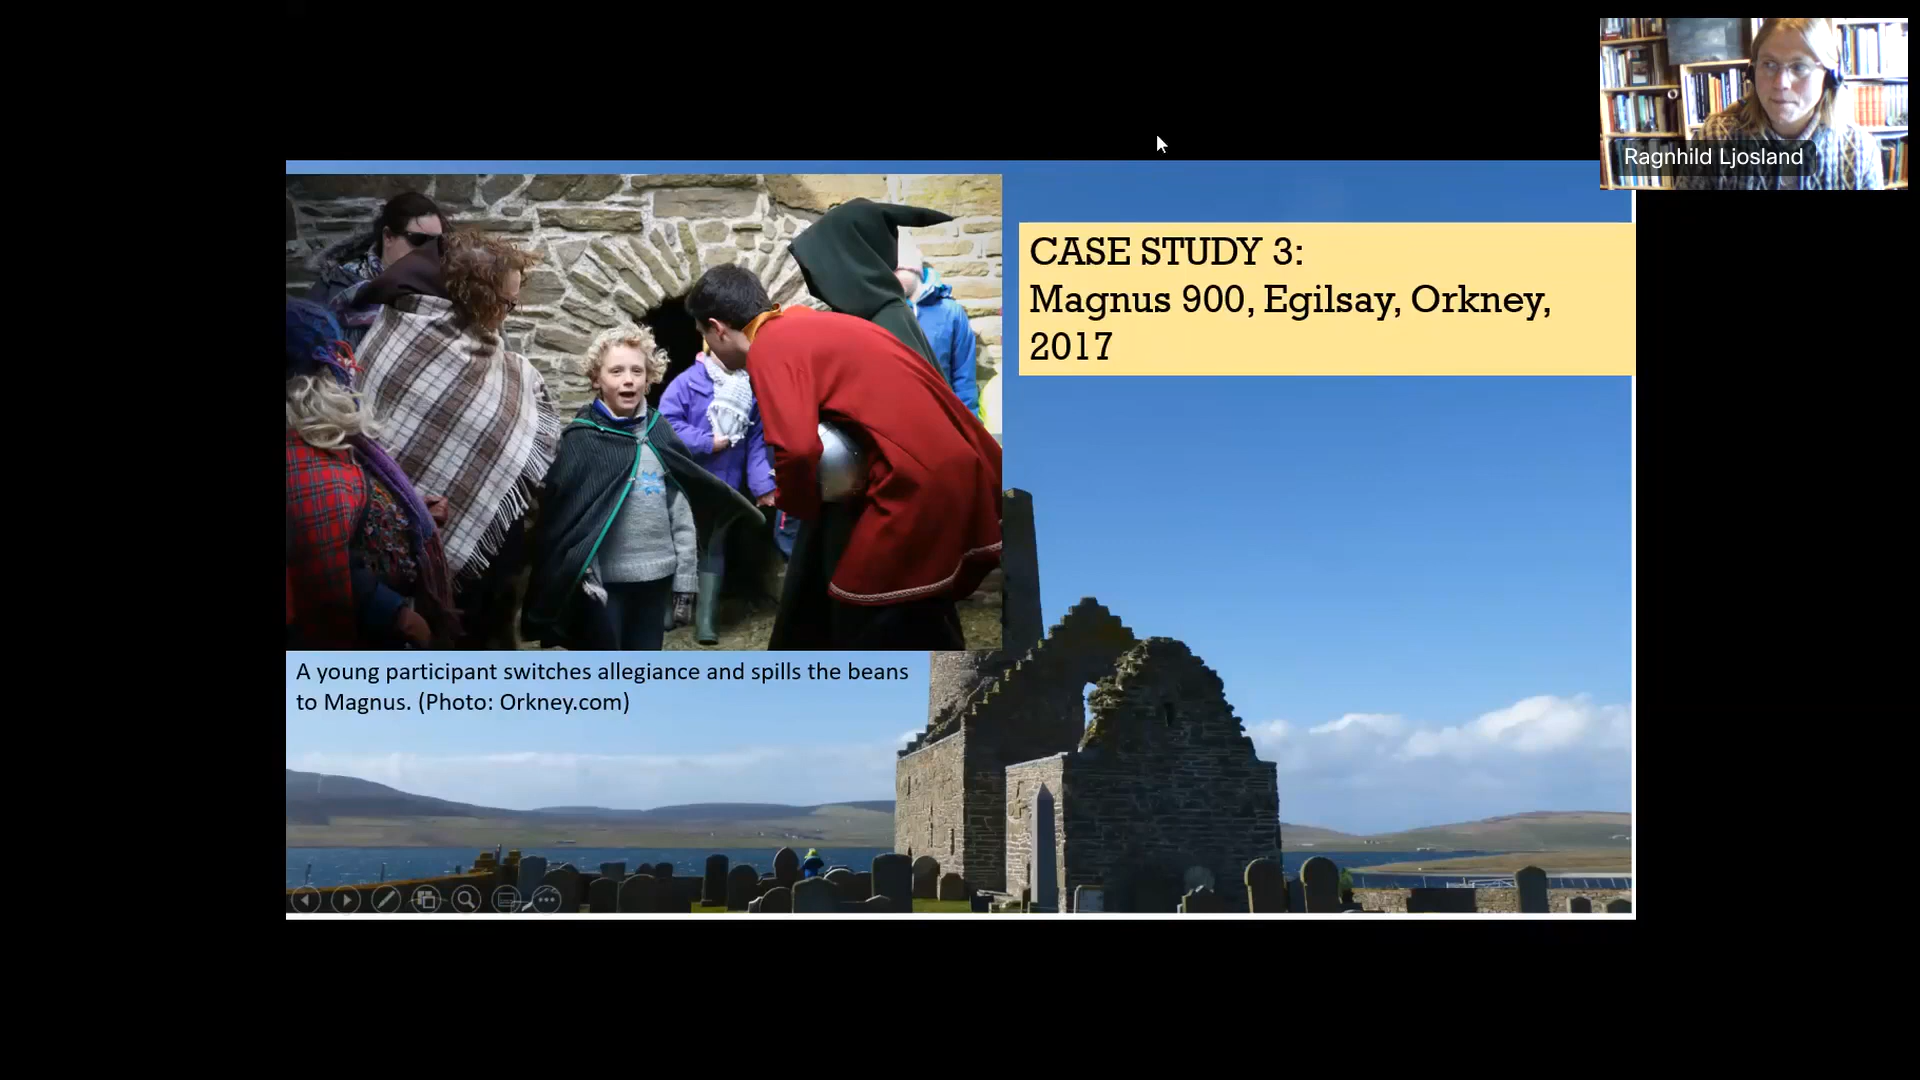 Ragnhild Ljosland
CASE STUDY 3:
Magnus 900, Egilsay, Orkney,
2017
A young participant switches allegiance and spills the beans
to Magnus. (Photo: Orkney.com)